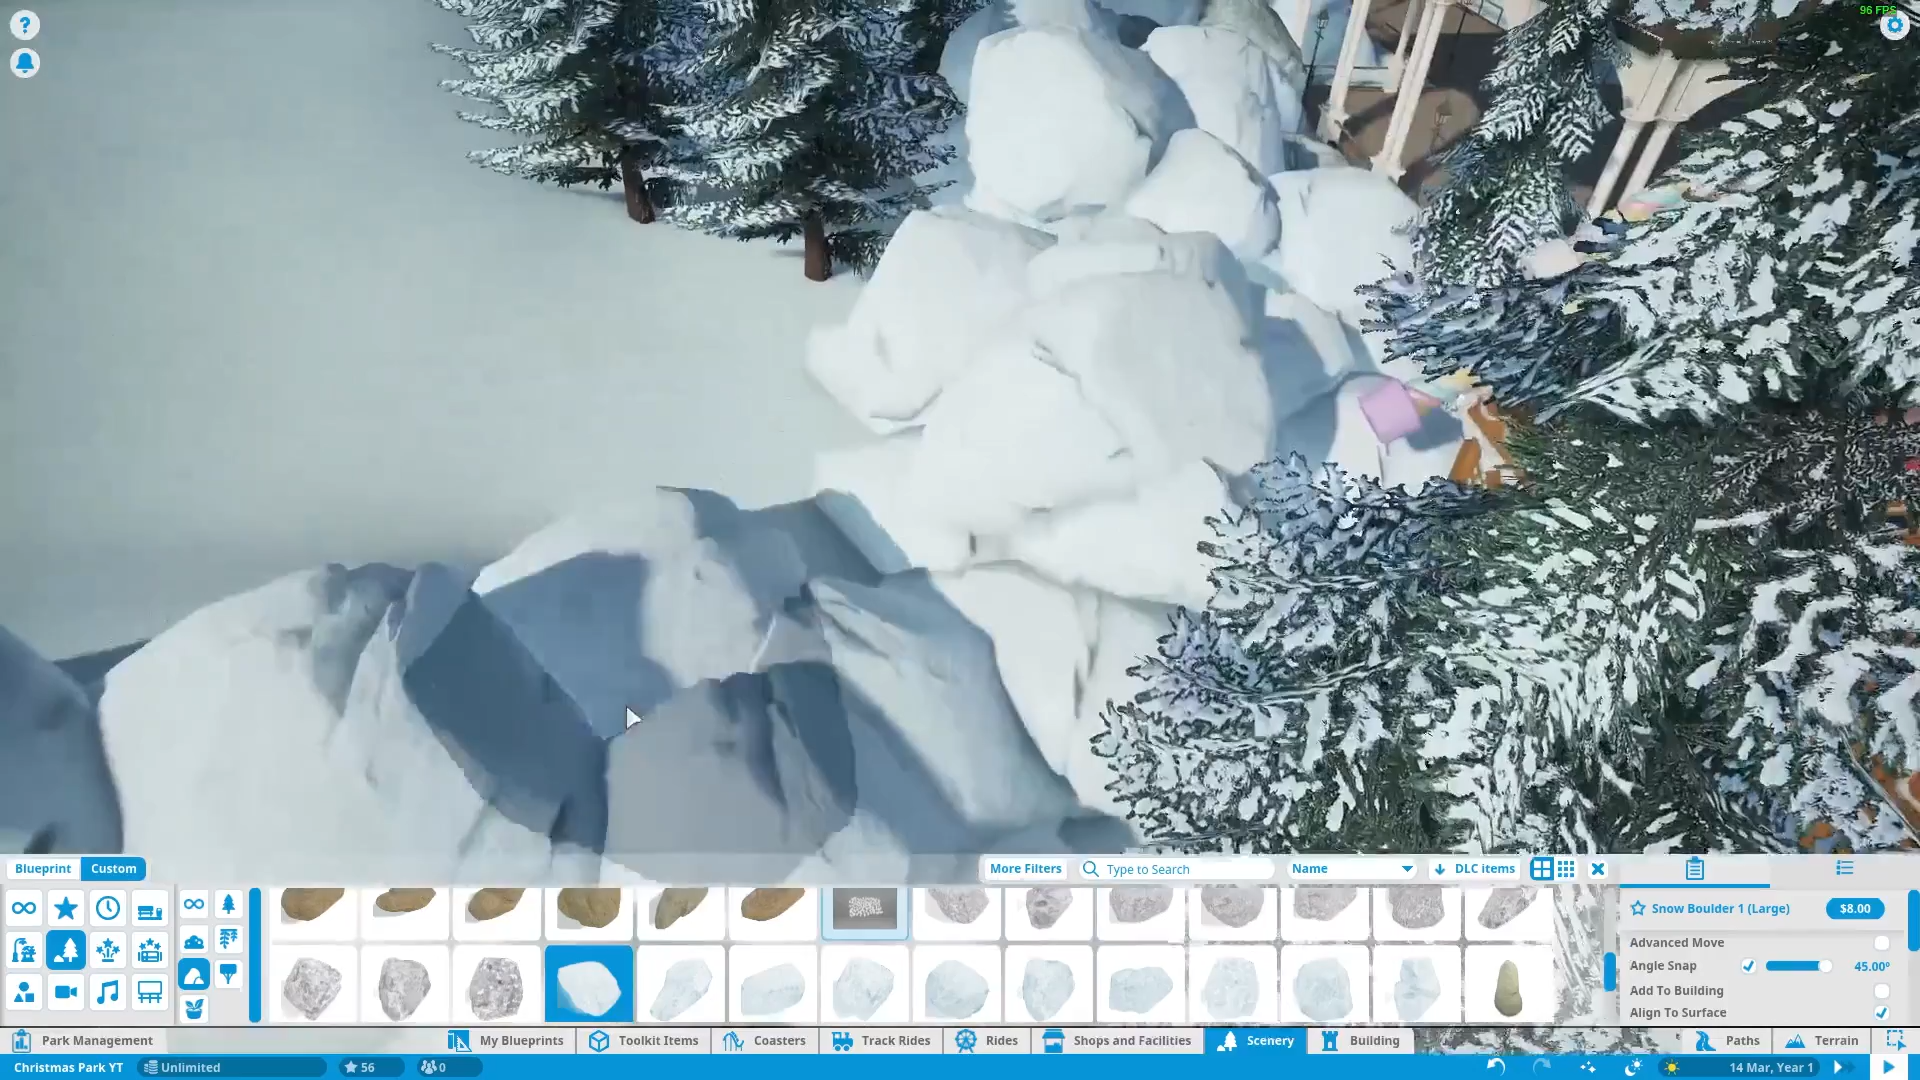 96 FPS
?
Blueprint
Custom
More Filters
Type to Search
Name
DLC items
Snow Boulder 1 (Large)
$8.00
Advanced Move
Angle Snap
45.00°
Add To Building
Align To Surface
Park Management
My Blueprints
Toolkit Items
Coasters
Track Rides
Rides
Shops and Facilities
Scenery
Building
Paths
Terrain
Christmas Park YT
Unlimited
56
0
14 Mar, Year 1